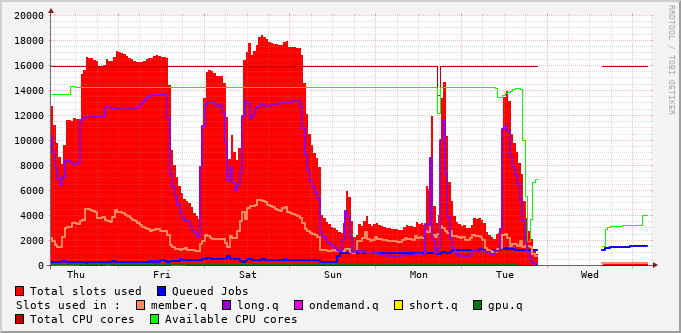 20000
18000
16000
14000
12000
10000
8000
6000
4000
2000
0
Thu Fri Sat Sun Mon Tue Wed
RRDTOOL / TOBI OETIKER
Total slots used Queued Jobs
Slots used in : member.q long.q ondemand.q short.q gpu.q
Total CPU cores Available CPU cores